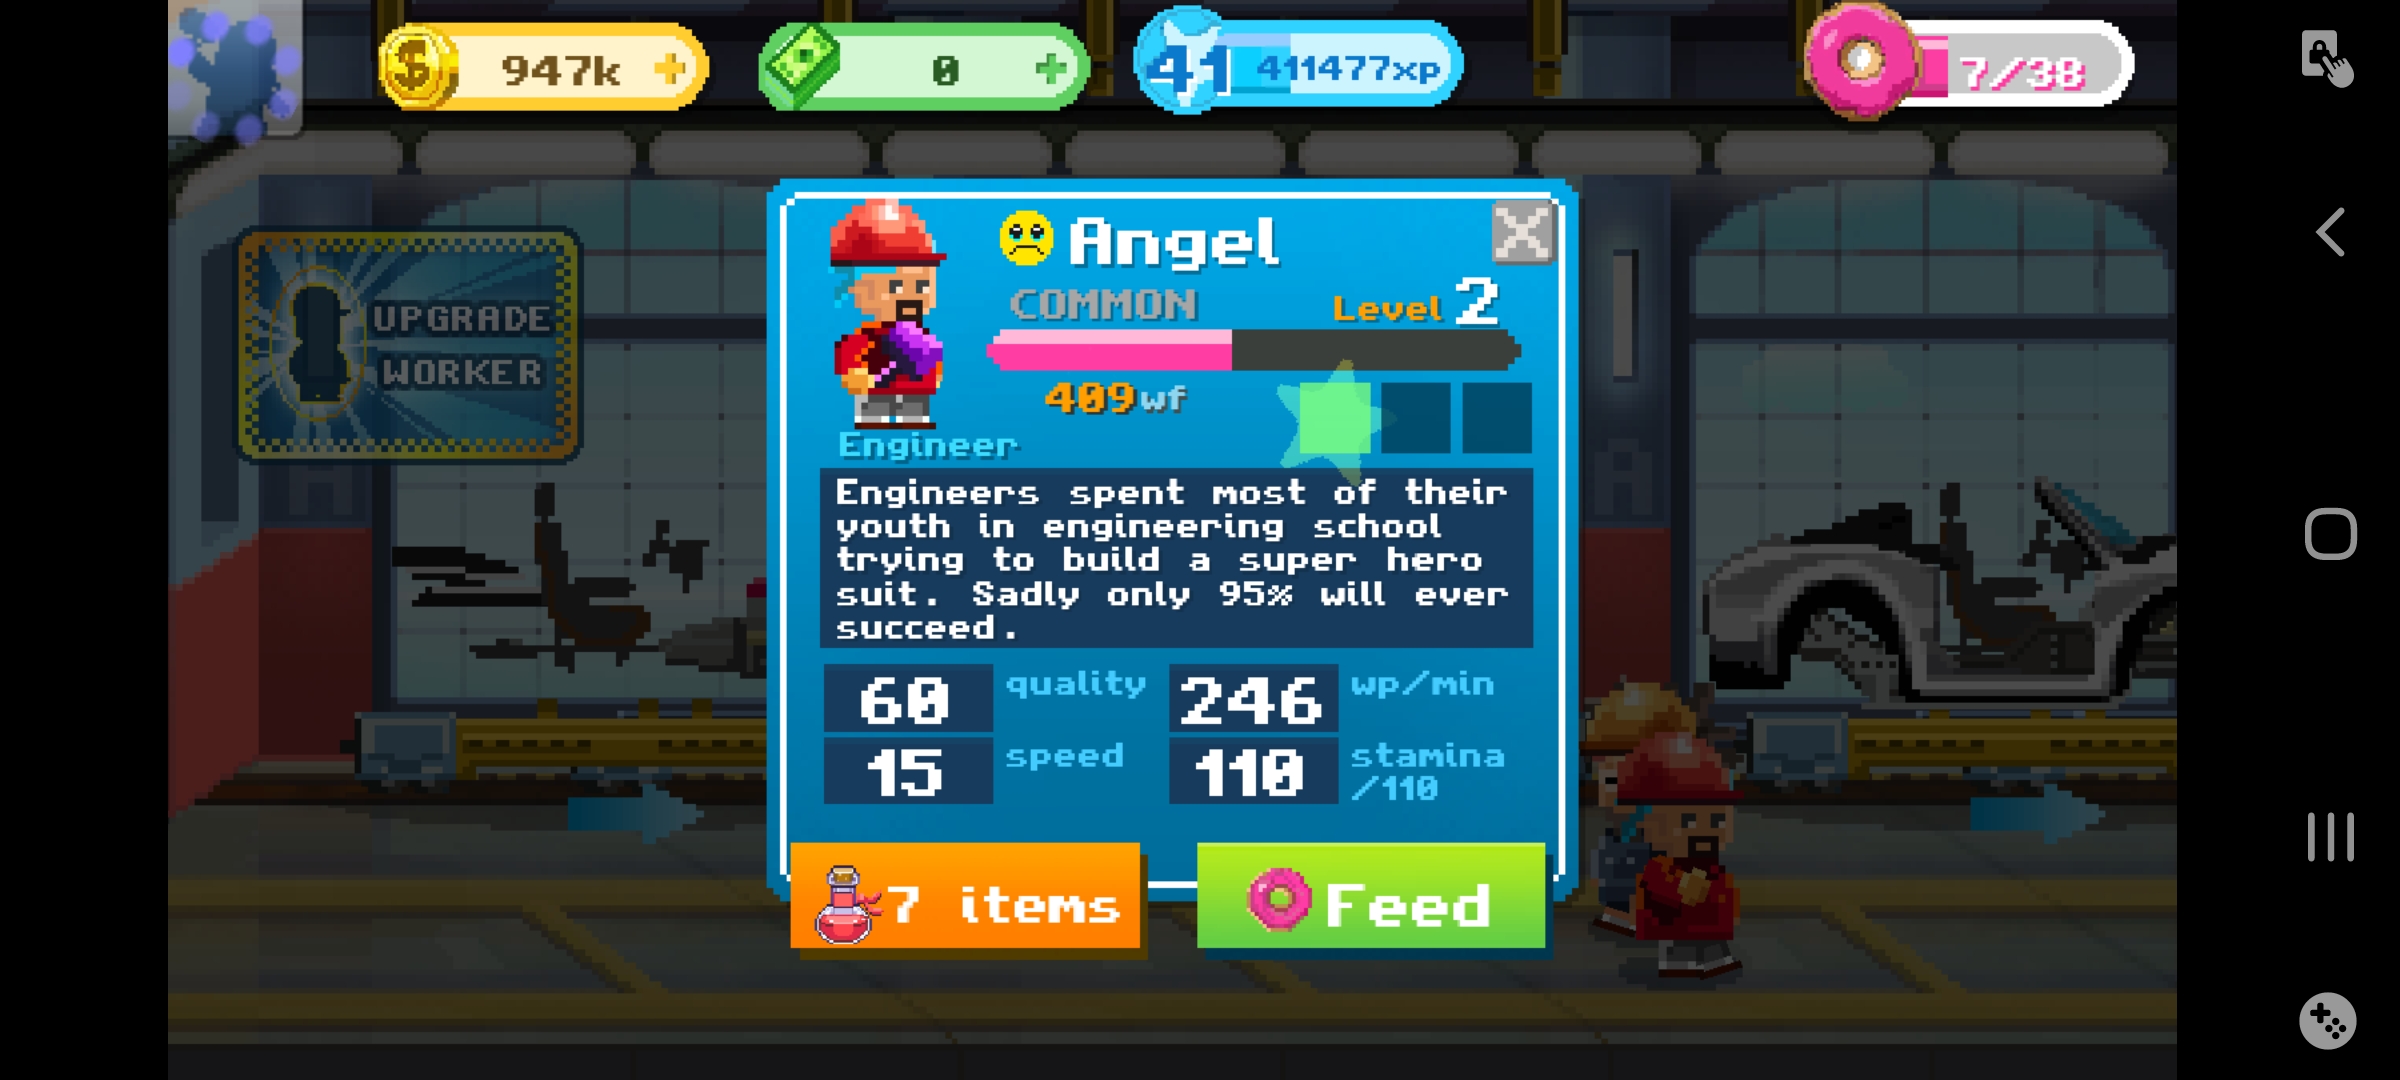 947k
0
41
411477xp
7/38
UPGRADE
WORKER
Angel
COMMON
Level 2
409wf
Engineer
Engineers spent most of their
youth in engineering school
trying to build a super hero
suit. Sadly only 95% will ever
succeed.
60 quality
246 wp/min
15 speed
110 stamina
/110
7 items
Feed